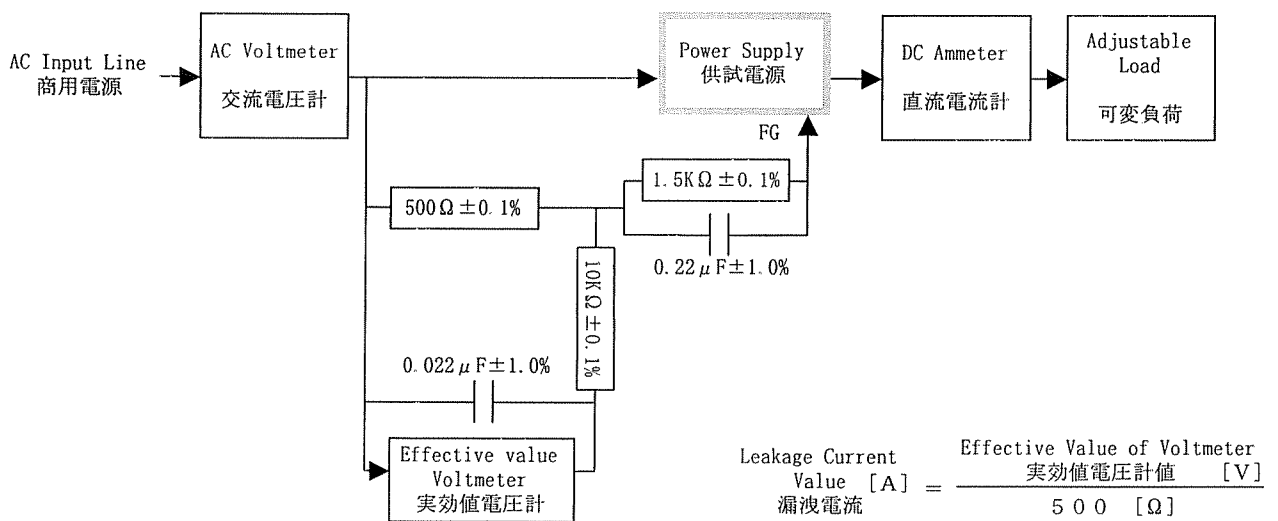 AC Input Line
商用電源
AC Voltmeter
交流電圧計
Power Supply
供試電源
DC Ammeter
直流電流計
Adjustable
Load
可変負荷
FG
1.5KΩ±0.1%
500Ω±0.1%
0.22μF±1.0%
10KΩ±0.1%
0.022μF±1.0%
Effective value
Voltmeter
実効値電圧計
Leakage Current
Value [A]
漏洩電流
=
Effective Value of Voltmeter
実効値電圧計値 [V]
500 [Ω]